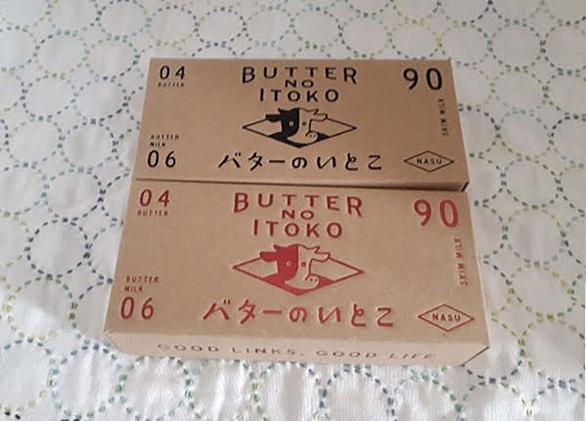 04
BUTTER
BUTTER
NO
ITOKO
90
SKIM MILK
BUTTER
MILK
06
バターのいとこ
NASU
04
BUTTER
BUTTER
NO
ITOKO
90
SKIM MILK
BUTTER
MILK
06
バターのいとこ
NASU
GOOD LINKS, GOOD LIFE